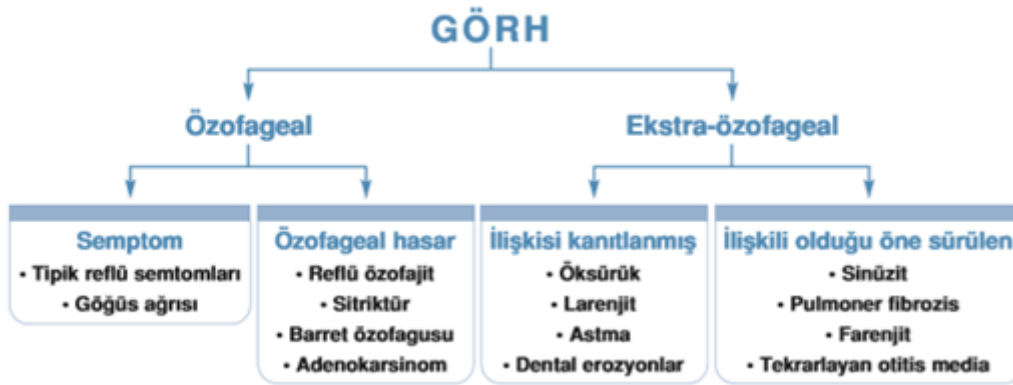 GÖRH
Özofageal
Ekstra-özofageal
Semptom
• Tipik reflü semtomları
• Göğüs ağrısı
Özofageal hasar
• Reflü özofajit
• Sitriktür
• Barret özofagusu
• Adenokarsinom
İlişkisi kanıtlanmış
• Öksürük
• Larenjit
• Astma
• Dental erozyonlar
İlişkili olduğu öne sürülen
• Sinüzit
• Pulmoner fibrozis
• Farenjit
• Tekrarlayan otitis media